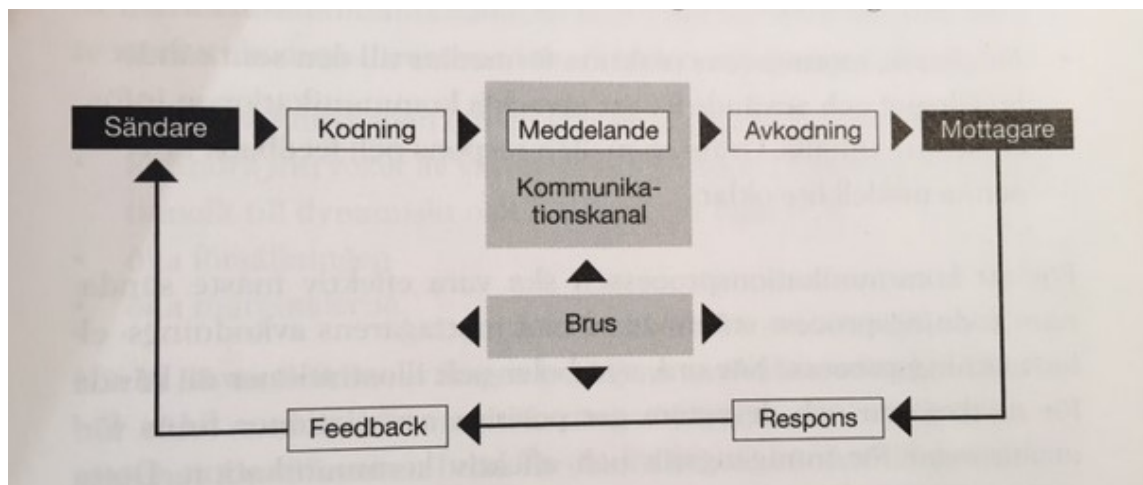 Sändare
Kodning
Meddelande
Avkodning
Mottagare
Kommunika-
tionskanal
Brus
Feedback
Respons